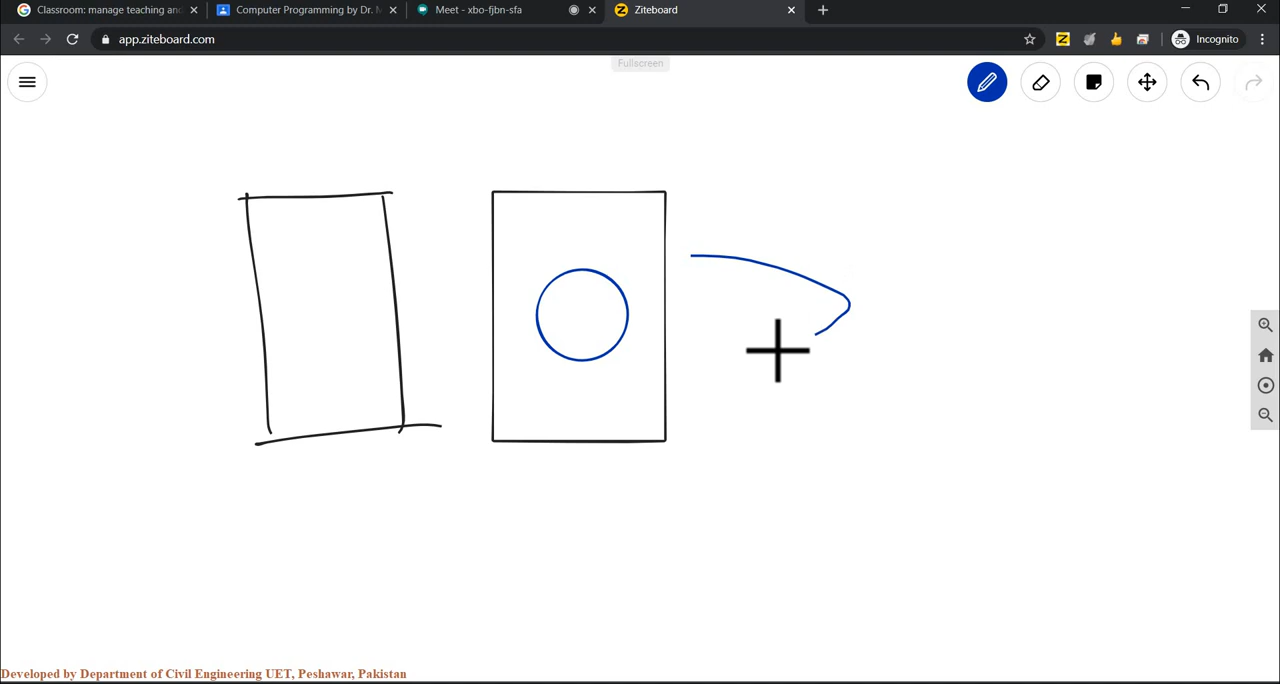 Classroom: manage teaching and
Computer Programming by Dr. M
Meet - xbo-fjbn-sfa
Ziteboard
app.ziteboard.com
Incognito
Fullscreen
Developed by Department of Civil Engineering UET, Peshawar, Pakistan